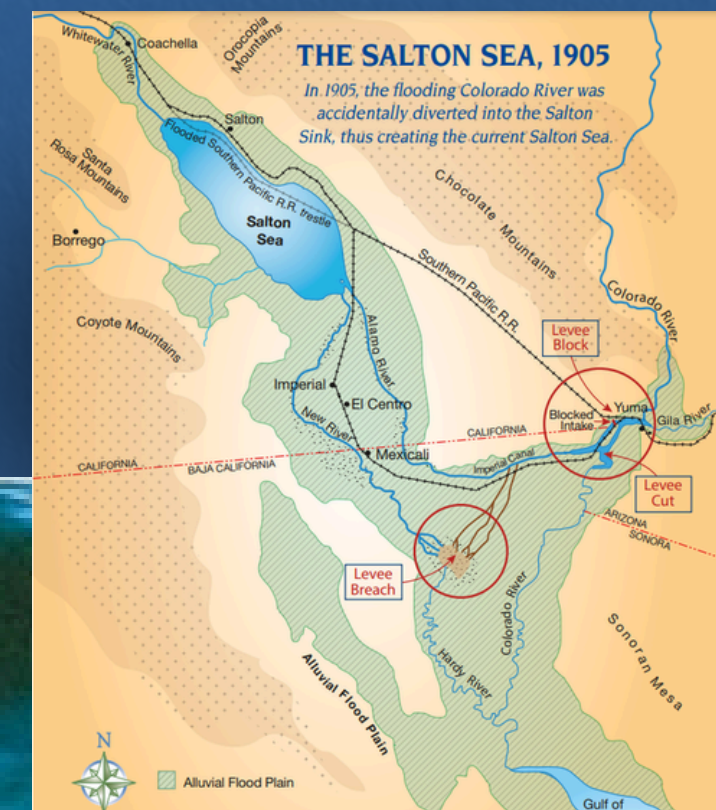 THE SALTON SEA, 1905
In 1905, the flooding Colorado River was
accidentally diverted into the Salton
Sink, thus creating the current Salton Sea.
Whitewater
River
Coachella
Orocopia
Mountains
Salton
Flooded Southern Pacific R.R. trestle
Santa
Rosa Mountains
Salton
Sea
Chocolate Mountains
Borrego
Southern Pacific R.R.
Colorado River
Coyote Mountains
Alamo River
Levee
Block
Imperial
El Centro
Yuma
Blocked
Intake
Gila River
New River
CALIFORNIA
Mexicali
CALIFORNIA
BAJA CALIFORNIA
Imperial Canal
Levee
Cut
ARIZONA
SONORA
Levee
Breach
Colorado River
Hardy River
Sonoran Mesa
Alluvial Flood Plain
N
Alluvial Flood Plain
Gulf of